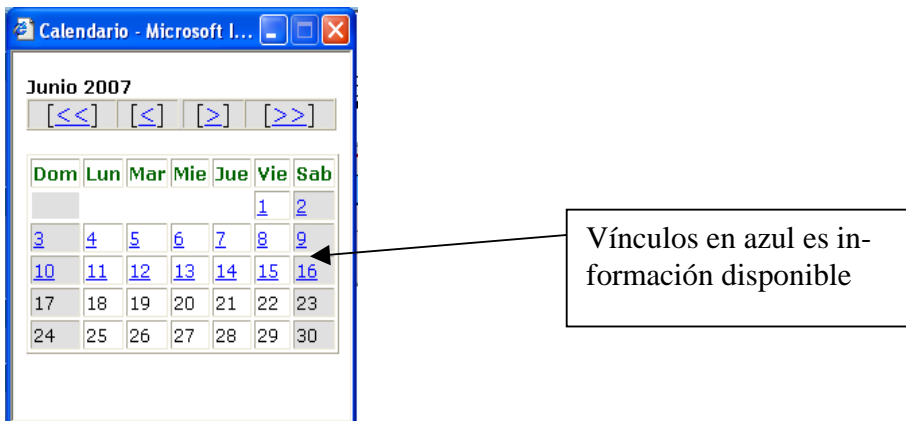 Calendario - Microsoft I...
Junio 2007
[<<] [<] [>] [>>]
Dom Lun Mar Mie Jue Vie Sab
1 2
3 4 5 6 7 8 9
10 11 12 13 14 15 16
17 18 19 20 21 22 23
24 25 26 27 28 29 30
Vínculos en azul es in-
formación disponible